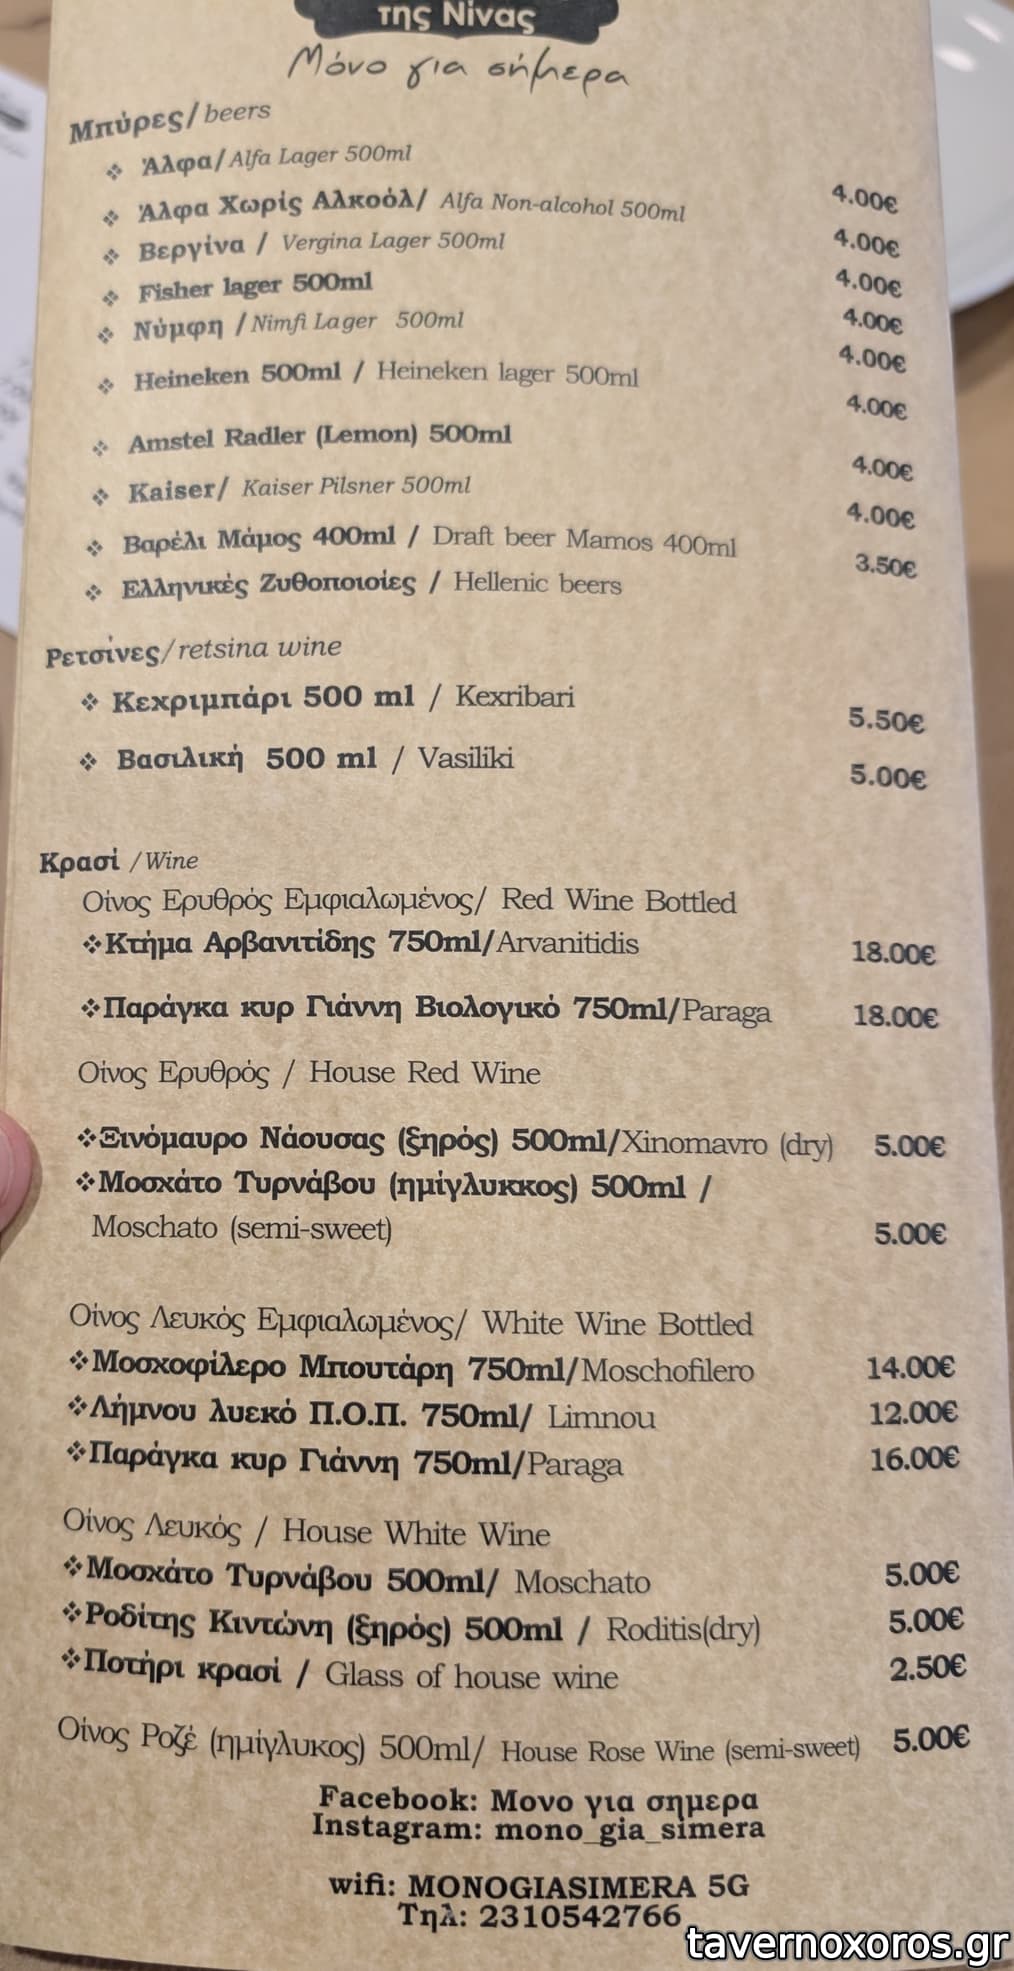 της Νίνας
Μόνο για σήμερα
Μπύρες/ beers
❖ Άλφα/ Alfa Lager 500ml 4.00€
❖ Άλφα Χωρίς Αλκοόλ/ Alfa Non-alcohol 500ml 4.00€
❖ Βεργίνα / Vergina Lager 500ml 4.00€
❖ Fisher lager 500ml 4.00€
❖ Νύμφη / Nimfi Lager 500ml 4.00€
❖ Heineken 500ml / Heineken lager 500ml 4.00€
❖ Amstel Radler (Lemon) 500ml 4.00€
❖ Kaiser/ Kaiser Pilsner 500ml 4.00€
❖ Βαρέλι Μάμος 400ml / Draft beer Mamos 400ml 3.50€
❖ Ελληνικές Ζυθοποιοίες / Hellenic beers
Ρετσίνες/ retsina wine
❖ Κεχριμπάρι 500 ml / Kexribari 5.50€
❖ Βασιλική 500 ml / Vasiliki 5.00€
Κρασί /Wine
Οίνος Ερυθρός Εμφιαλωμένος/ Red Wine Bottled
❖Κτήμα Αρβανιτίδης 750ml/Arvanitidis 18.00€
❖Παράγκα κυρ Γιάννη Βιολογικό 750ml/Paraga 18.00€
Οίνος Ερυθρός / House Red Wine
❖Ξινόμαυρο Νάουσας (ξηρός) 500ml/Xinomavro (dry) 5.00€
❖Μοσχάτο Τυρνάβου (ημίγλυκκος) 500ml /
Moschato (semi-sweet) 5.00€
Οίνος Λευκός Εμφιαλωμένος/ White Wine Bottled
❖Μοσχοφίλερο Μπουτάρη 750ml/Moschofilero 14.00€
❖Λήμνου λυεκό Π.Ο.Π. 750ml/ Limnou 12.00€
❖Παράγκα κυρ Γιάννη 750ml/Paraga 16.00€
Οίνος Λευκός / House White Wine
❖Μοσχάτο Τυρνάβου 500ml/ Moschato 5.00€
❖Ροδίτης Κιντώνη (ξηρός) 500ml / Roditis(dry) 5.00€
❖Ποτήρι κρασί / Glass of house wine 2.50€
Οίνος Ροζέ (ημίγλυκος) 500ml/ House Rose Wine (semi-sweet) 5.00€
Facebook: Μονο για σημερα
Instagram: mono_gia_simera
wifi: MONOGIASIMERA 5G
Τηλ: 2310542766
tavernoxoros.gr